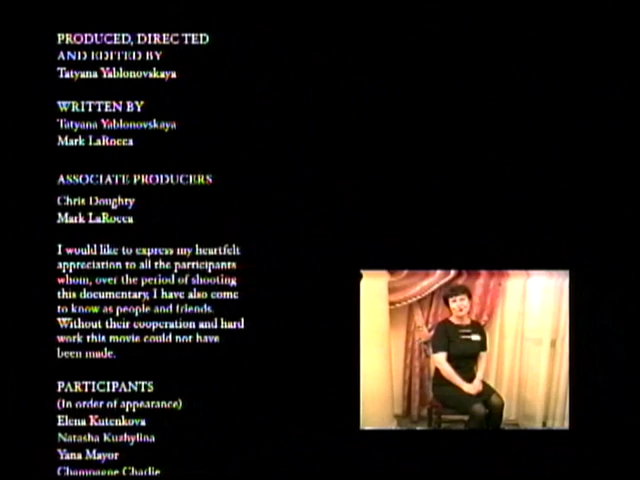 PRODUCED, DIRECTED
AND EDITED BY
Tatyana Yablonovskaya
WRITTEN BY
Tatyana Yablonovskaya
Mark LaRocca
ASSOCIATE PRODUCERS
Chris Doughty
Mark LaRocca
I would like to express my heartfelt
appreciation to all the participants
whom, over the period of shooting
this documentary, I have also come
to know as people and friends.
Without their cooperation and hard
work this movie could not have
been made.
PARTICIPANTS
(In order of appearance)
Elena Kutenkova
Natasha Kuzhylina
Yana Mayor
Champagne Charlie